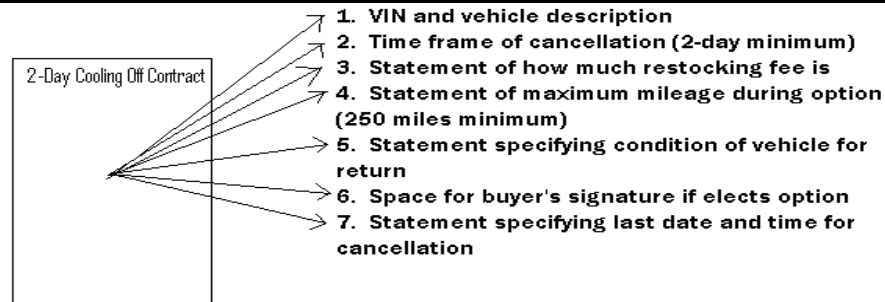 2-Day Cooling Off Contract
1. VIN and vehicle description
2. Time frame of cancellation (2-day minimum)
3. Statement of how much restocking fee is
4. Statement of maximum mileage during option
(250 miles minimum)
5. Statement specifying condition of vehicle for
return
6. Space for buyer's signature if elects option
7. Statement specifying last date and time for
cancellation